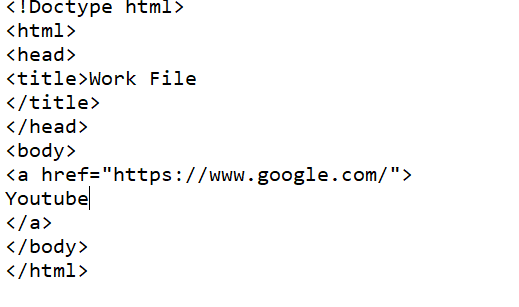 <!Doctype html>
<html>
<head>
<title>Work File
</title>
</head>
<body>
<a href="https://www.google.com/">
Youtube
</a>
</body>
</html>